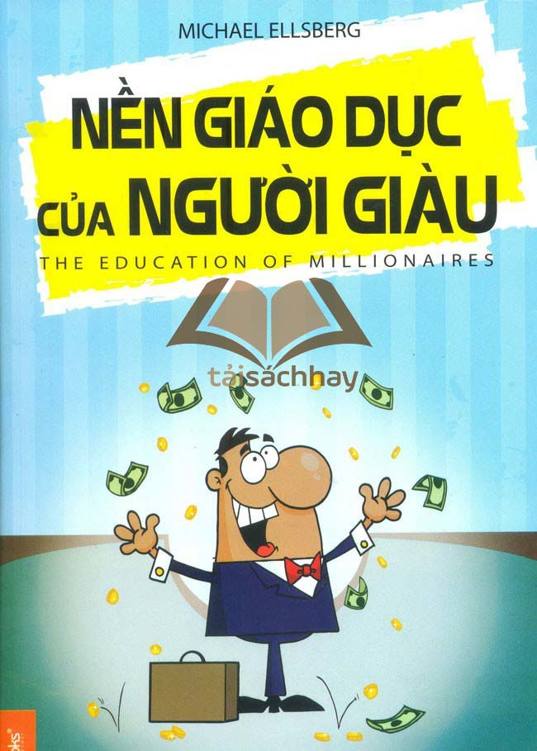 MICHAEL ELLSBERG
NỀN GIÁO DỤC
CỦA NGƯỜI GIÀU
THE EDUCATION OF MILLIONAIRES
tảisáchhay